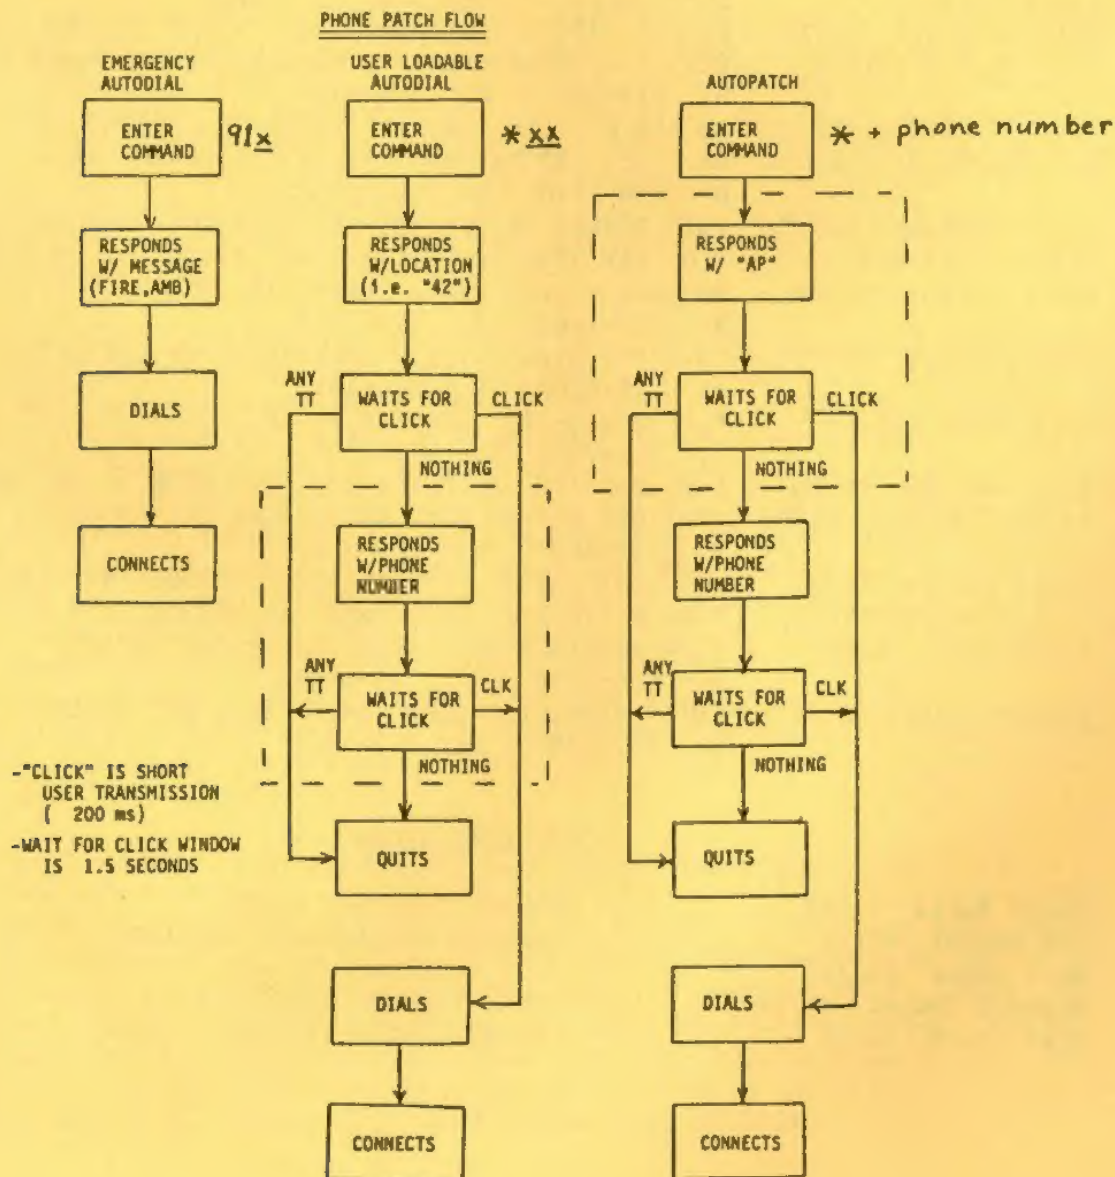 PHONE PATCH FLOW
EMERGENCY
AUTODIAL
ENTER
COMMAND
91x
RESPONDS
W/ MESSAGE
(FIRE,AMB)
DIALS
CONNECTS
USER LOADABLE
AUTODIAL
ENTER
COMMAND
* xx
RESPONDS
W/LOCATION
(i.e. "42")
ANY
TT
WAITS FOR
CLICK
CLICK
NOTHING
RESPONDS
W/PHONE
NUMBER
ANY
TT
WAITS FOR
CLICK
CLK
NOTHING
QUITS
DIALS
CONNECTS
AUTOPATCH
ENTER
COMMAND
* + phone number
RESPONDS
W/ "AP"
ANY
TT
WAITS FOR
CLICK
CLICK
NOTHING
RESPONDS
W/PHONE
NUMBER
ANY
TT
WAITS FOR
CLICK
CLK
NOTHING
QUITS
DIALS
CONNECTS
-"CLICK" IS SHORT
USER TRANSMISSION
( 200 ms)
-WAIT FOR CLICK WINDOW
IS 1.5 SECONDS